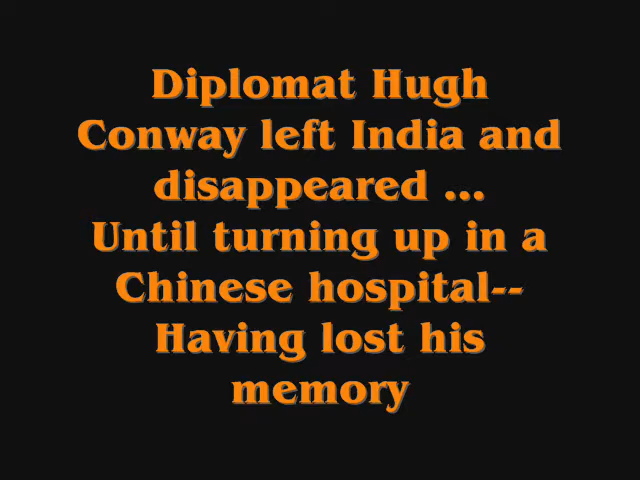 Diplomat Hugh
Conway left India and
disappeared ...
Until turning up in a
Chinese hospital--
Having lost his
memory